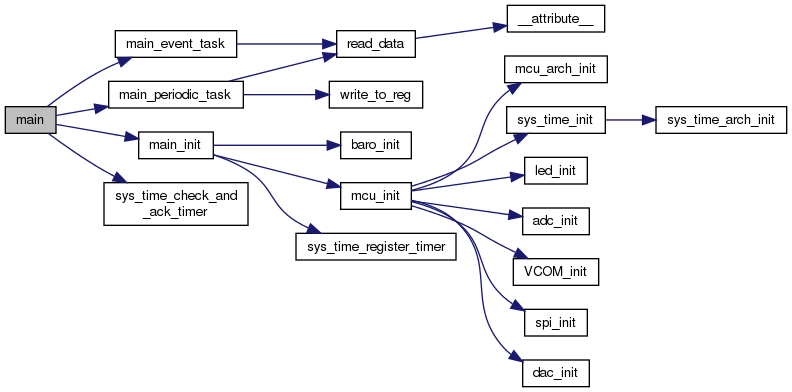 main
main_event_task
main_periodic_task
main_init
sys_time_check_and
_ack_timer
read_data
write_to_reg
baro_init
mcu_init
sys_time_register_timer
__attribute__
mcu_arch_init
sys_time_init
led_init
adc_init
VCOM_init
spi_init
dac_init
sys_time_arch_init